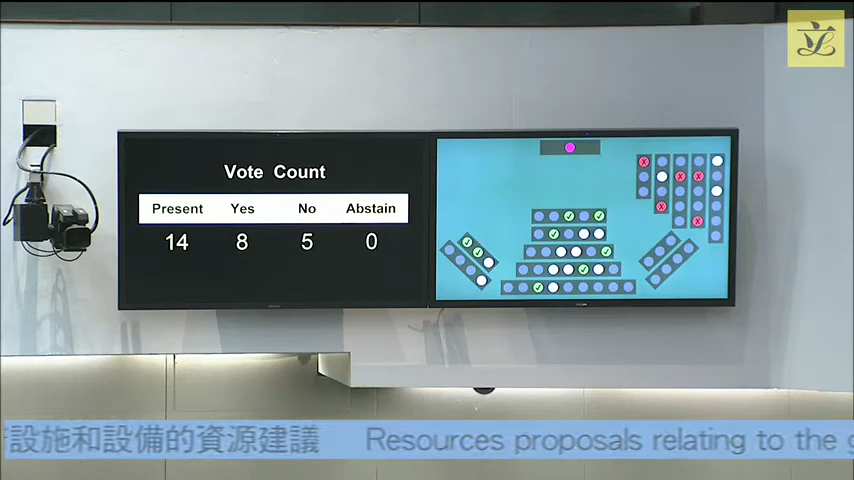 立
Vote Count
Present Yes No Abstain
14 8 5 0
設施和設備的資源建議 Resources proposals relating to the